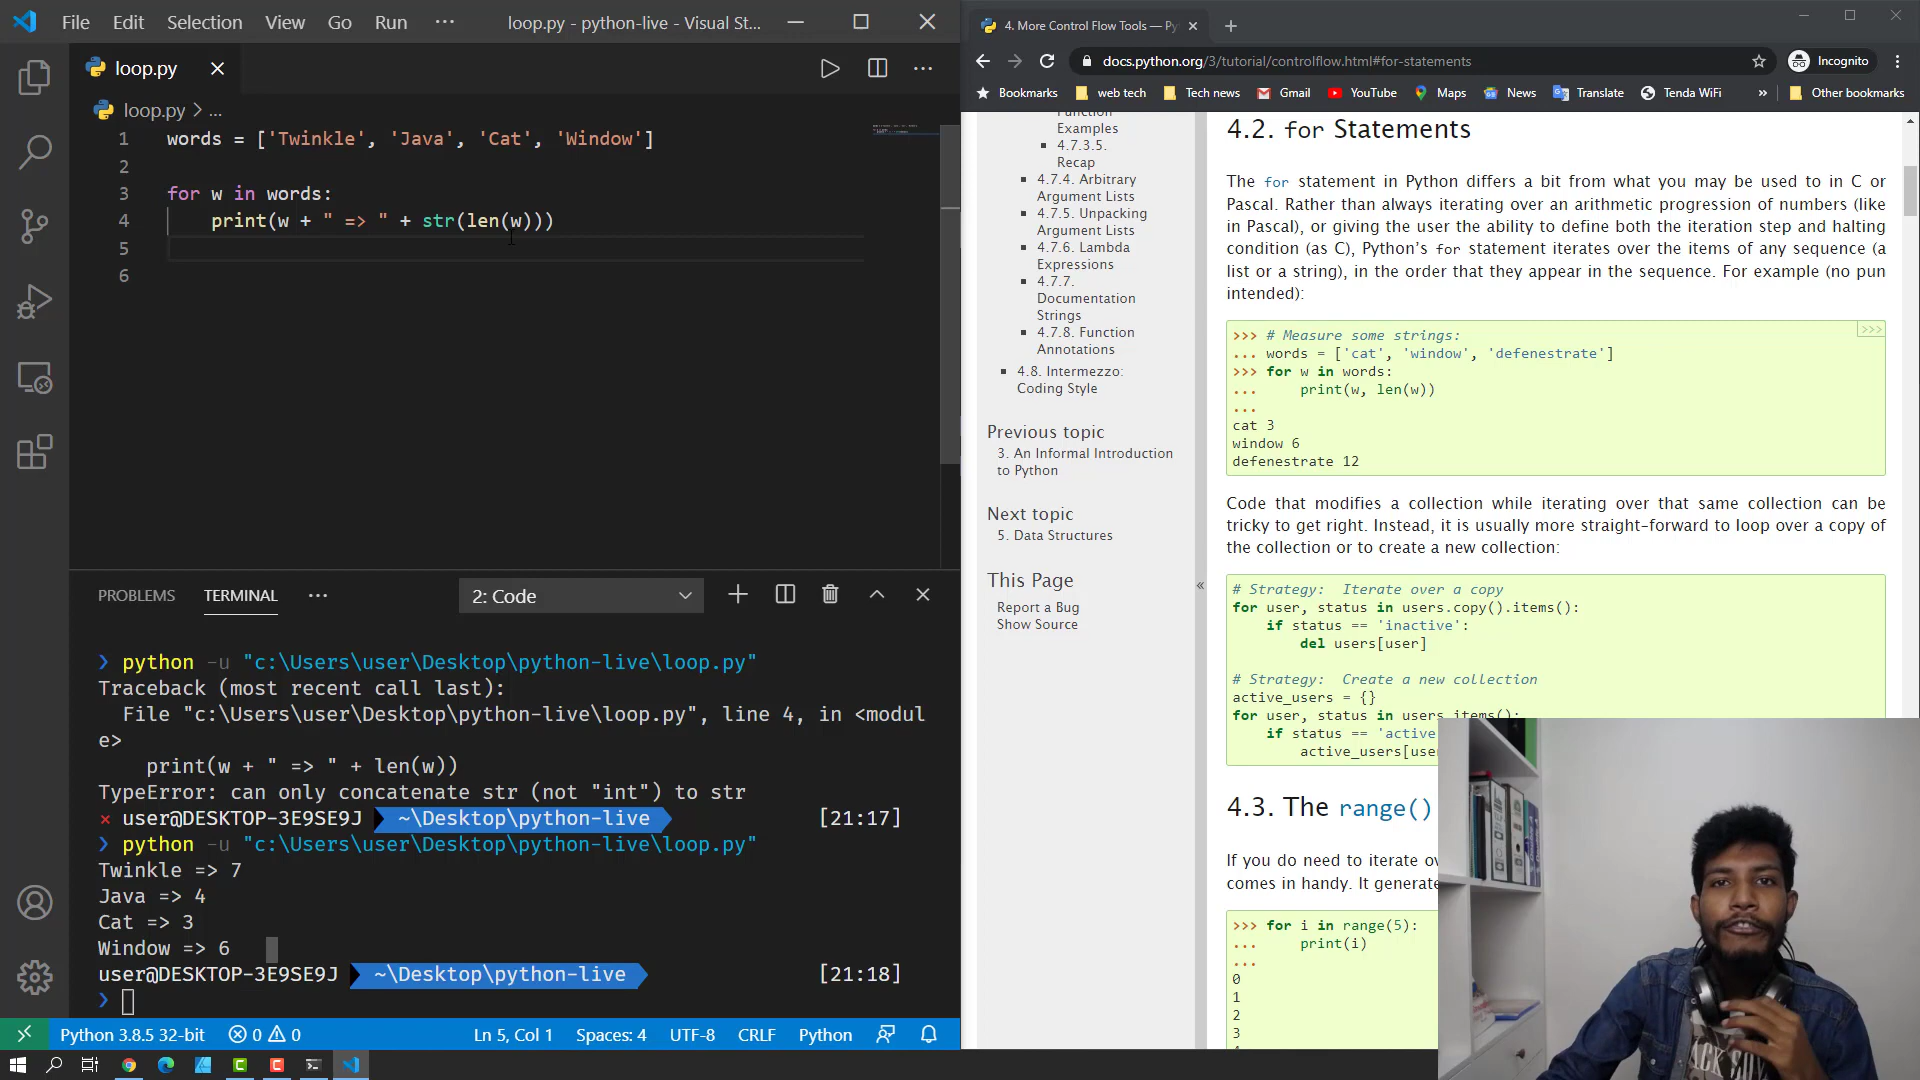 File Edit Selection View Go Run ··· loop.py - python-live - Visual St...
loop.py
loop.py > ...
1 words = ['Twinkle', 'Java', 'Cat', 'Window']
2
3 for w in words:
4 print(w + " => " + str(len(w)))
5
6
PROBLEMS TERMINAL ··· 2: Code
❯ python -u "c:\Users\user\Desktop\python-live\loop.py"
Traceback (most recent call last):
File "c:\Users\user\Desktop\python-live\loop.py", line 4, in <modul
e>
print(w + " => " + len(w))
TypeError: can only concatenate str (not "int") to str
× user@DESKTOP-3E9SE9J ~\Desktop\python-live [21:17]
❯ python -u "c:\Users\user\Desktop\python-live\loop.py"
Twinkle => 7
Java => 4
Cat => 3
Window => 6
user@DESKTOP-3E9SE9J ~\Desktop\python-live [21:18]
❯
Python 3.8.5 32-bit 0 0 Ln 5, Col 1 Spaces: 4 UTF-8 CRLF Python
4. More Control Flow Tools — Py
docs.python.org/3/tutorial/controlflow.html#for-statements Incognito
Bookmarks web tech Tech news Gmail YouTube Maps News Translate Tenda WiFi » Other bookmarks
Function
Examples
4.7.3.5.
Recap
4.7.4. Arbitrary
Argument Lists
4.7.5. Unpacking
Argument Lists
4.7.6. Lambda
Expressions
4.7.7.
Documentation
Strings
4.7.8. Function
Annotations
4.8. Intermezzo:
Coding Style
Previous topic
3. An Informal Introduction
to Python
Next topic
5. Data Structures
This Page
Report a Bug
Show Source
«
4.2. for Statements
The for statement in Python differs a bit from what you may be used to in C or
Pascal. Rather than always iterating over an arithmetic progression of numbers (like
in Pascal), or giving the user the ability to define both the iteration step and halting
condition (as C), Python's for statement iterates over the items of any sequence (a
list or a string), in the order that they appear in the sequence. For example (no pun
intended):
>>>
>>> # Measure some strings:
... words = ['cat', 'window', 'defenestrate']
>>> for w in words:
... print(w, len(w))
...
cat 3
window 6
defenestrate 12
Code that modifies a collection while iterating over that same collection can be
tricky to get right. Instead, it is usually more straight-forward to loop over a copy of
the collection or to create a new collection:
# Strategy: Iterate over a copy
for user, status in users.copy().items():
if status == 'inactive':
del users[user]
# Strategy: Create a new collection
active_users = {}
for user, status in users.items():
if status == 'active
active_users[use
4.3. The range()
If you do need to iterate ov
comes in handy. It generate
>>> for i in range(5):
... print(i)
...
0
1
2
3
BLACK